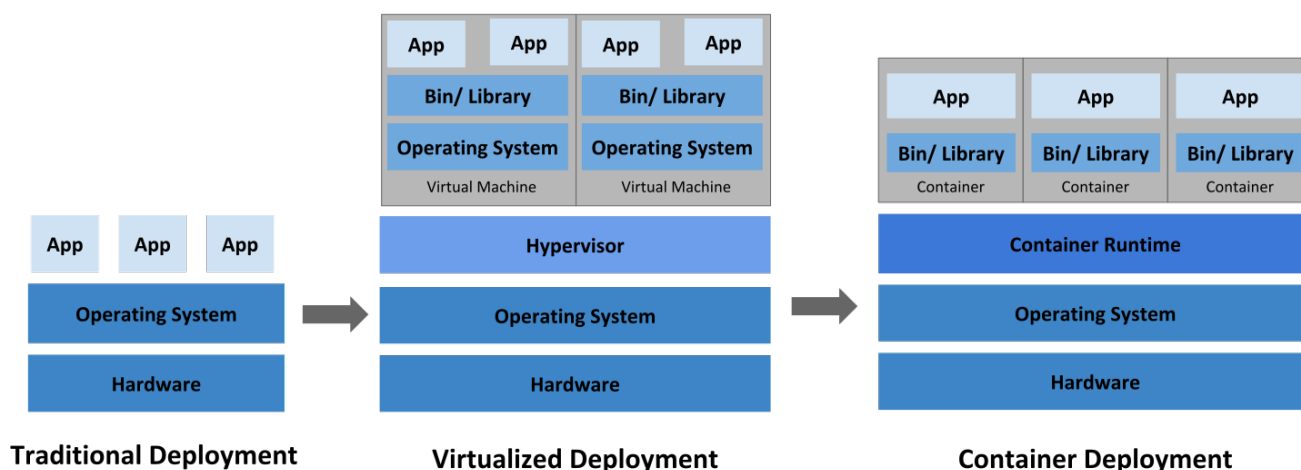 App
App
App
Operating System
Hardware
Traditional Deployment
App
App
Bin/ Library
Operating System
Virtual Machine
App
App
Bin/ Library
Operating System
Virtual Machine
Hypervisor
Operating System
Hardware
Virtualized Deployment
App
Bin/ Library
Container
App
Bin/ Library
Container
App
Bin/ Library
Container
Container Runtime
Operating System
Hardware
Container Deployment